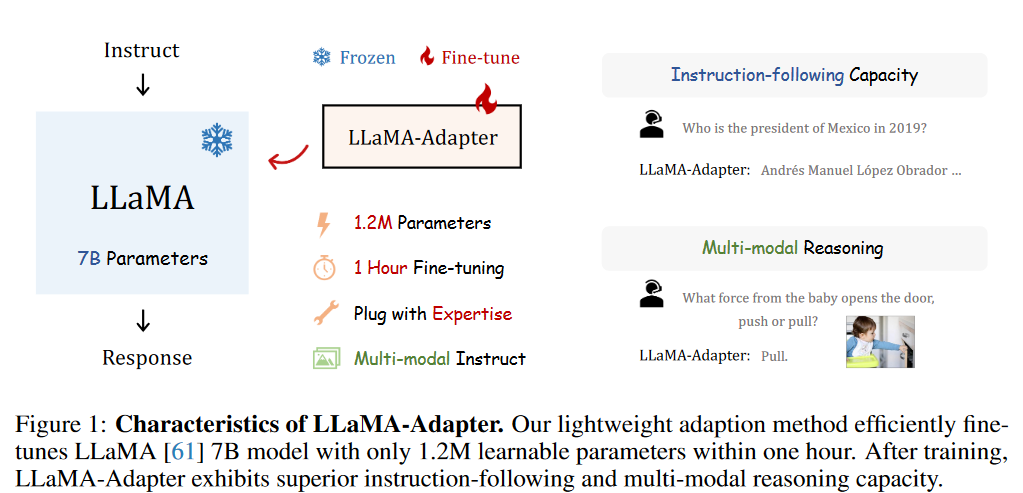 Instruct
LLaMA
7B Parameters
Response
Frozen
Fine-tune
LLaMA-Adapter
1.2M Parameters
1 Hour Fine-tuning
Plug with Expertise
Multi-modal Instruct
Instruction-following Capacity
Who is the president of Mexico in 2019?
LLaMA-Adapter: Andrés Manuel López Obrador ...
Multi-modal Reasoning
What force from the baby opens the door,
push or pull?
LLaMA-Adapter: Pull.
Figure 1: Characteristics of LLaMA-Adapter. Our lightweight adaption method efficiently fine-
tunes LLaMA [61] 7B model with only 1.2M learnable parameters within one hour. After training,
LLaMA-Adapter exhibits superior instruction-following and multi-modal reasoning capacity.